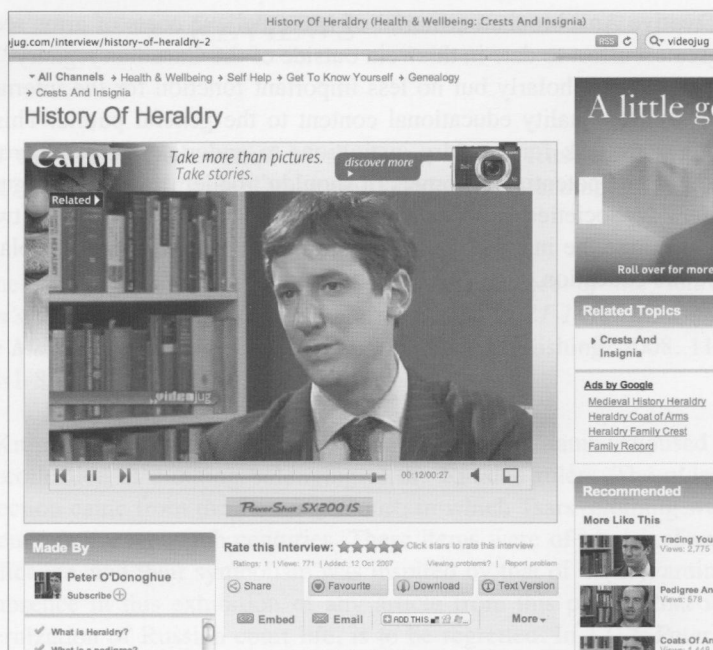 History Of Heraldry (Health & Wellbeing: Crests And Insignia)
jug.com/interview/history-of-heraldry-2
RSS
videojug
All Channels → Health & Wellbeing → Self Help → Get To Know Yourself → Genealogy
→ Crests And Insignia
History Of Heraldry
Canon
Take more than pictures.
Take stories.
discover more
Related
videojug
00:12/00:27
PowerShot SX200 IS
A little g
Roll over for more
Related Topics
Crests And
Insignia
Ads by Google
Medieval History Heraldry
Heraldry Coat of Arms
Heraldry Family Crest
Family Record
Recommended
More Like This
Tracing You
Views: 2,775
Pedigree An
Views: 578
Coats Of Ar
Made By
Peter O'Donoghue
Subscribe
What is Heraldry?
What is a pedigree?
Rate this Interview:
Click stars to rate this interview
Ratings: 1 | Views: 771 | Added: 12 Oct 2007
Viewing problems? | Report problem
Share
Favourite
Download
Text Version
Embed
Email
ADD THIS
More